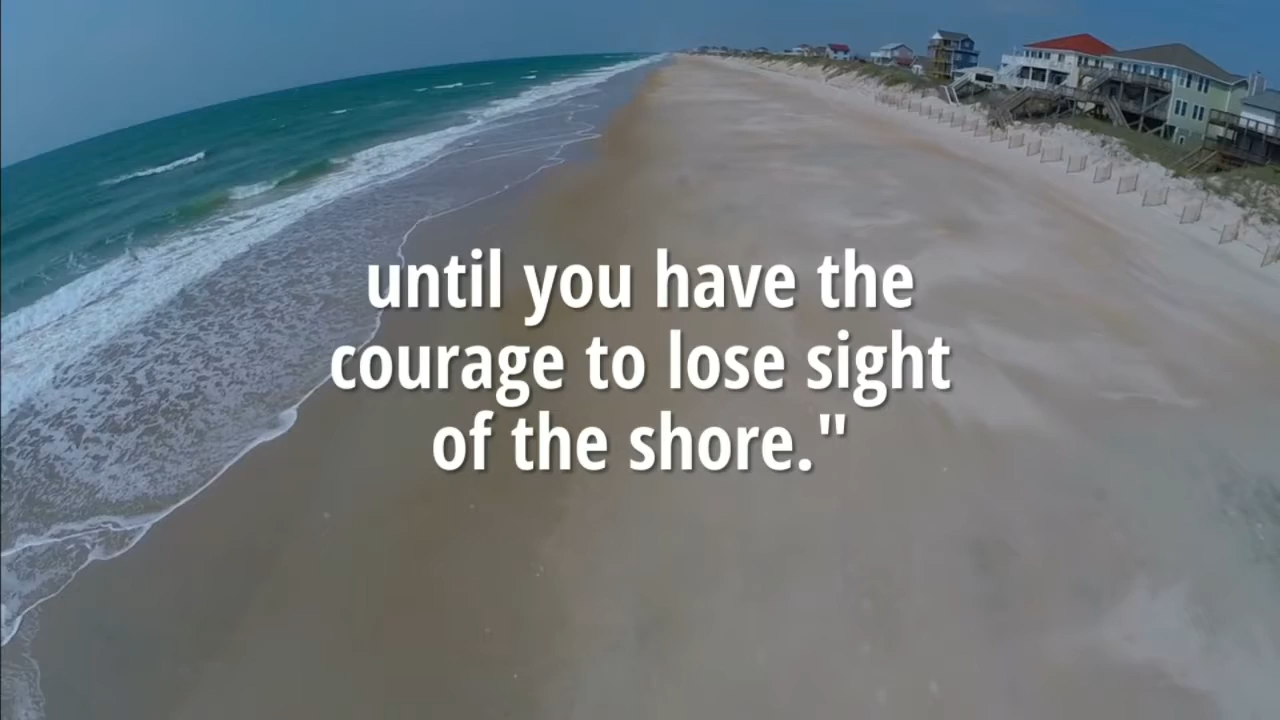 until you have the
courage to lose sight
of the shore."